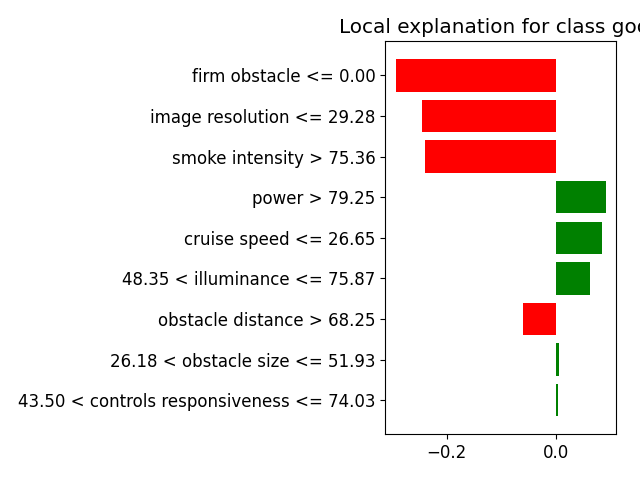 Local explanation for class goo
firm obstacle <= 0.00
image resolution <= 29.28
smoke intensity > 75.36
power > 79.25
cruise speed <= 26.65
48.35 < illuminance <= 75.87
obstacle distance > 68.25
26.18 < obstacle size <= 51.93
43.50 < controls responsiveness <= 74.03
−0.2 0.0